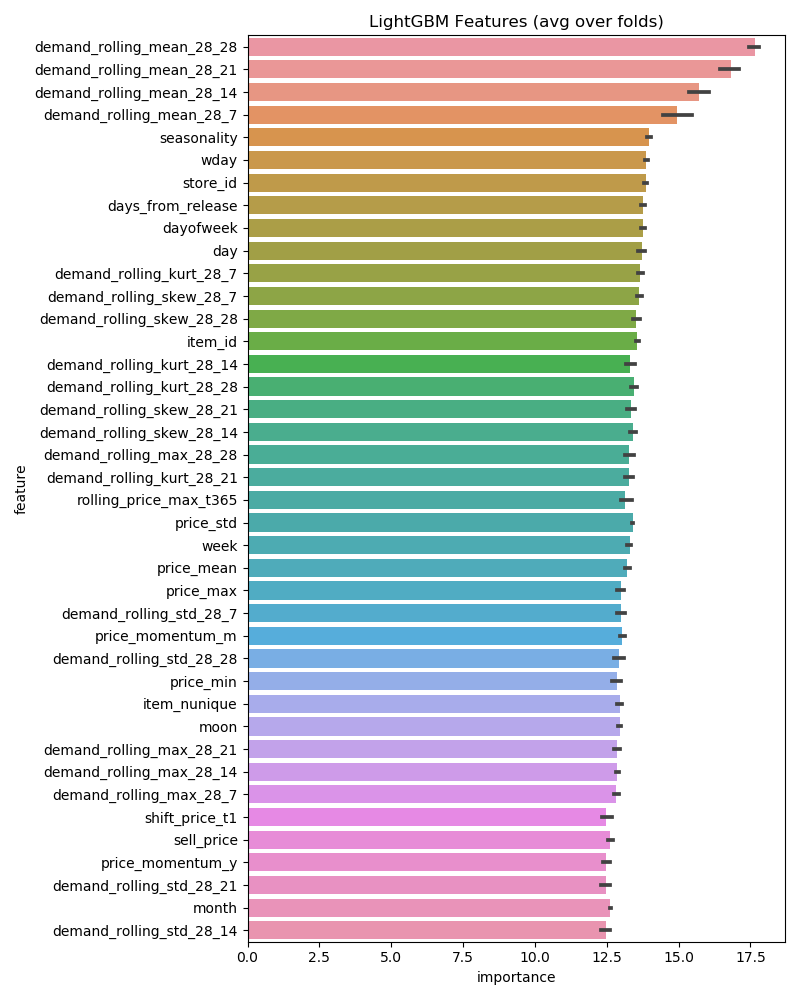 LightGBM Features (avg over folds)
demand_rolling_mean_28_28
demand_rolling_mean_28_21
demand_rolling_mean_28_14
demand_rolling_mean_28_7
seasonality
wday
store_id
days_from_release
dayofweek
day
demand_rolling_kurt_28_7
demand_rolling_skew_28_7
demand_rolling_skew_28_28
item_id
demand_rolling_kurt_28_14
demand_rolling_kurt_28_28
demand_rolling_skew_28_21
demand_rolling_skew_28_14
demand_rolling_max_28_28
demand_rolling_kurt_28_21
rolling_price_max_t365
price_std
week
price_mean
price_max
demand_rolling_std_28_7
price_momentum_m
demand_rolling_std_28_28
price_min
item_nunique
moon
demand_rolling_max_28_21
demand_rolling_max_28_14
demand_rolling_max_28_7
shift_price_t1
sell_price
price_momentum_y
demand_rolling_std_28_21
month
demand_rolling_std_28_14
feature
0.0 2.5 5.0 7.5 10.0 12.5 15.0 17.5
importance